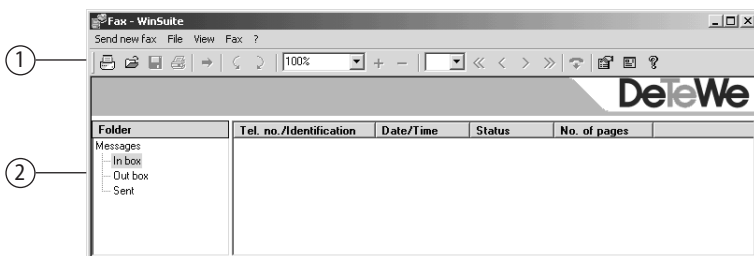 Fax - WinSuite
Send new fax File View Fax ?
1
100%
DeTeWe
Folder Tel. no./Identification Date/Time Status No. of pages
Messages
In box
2
Out box
Sent